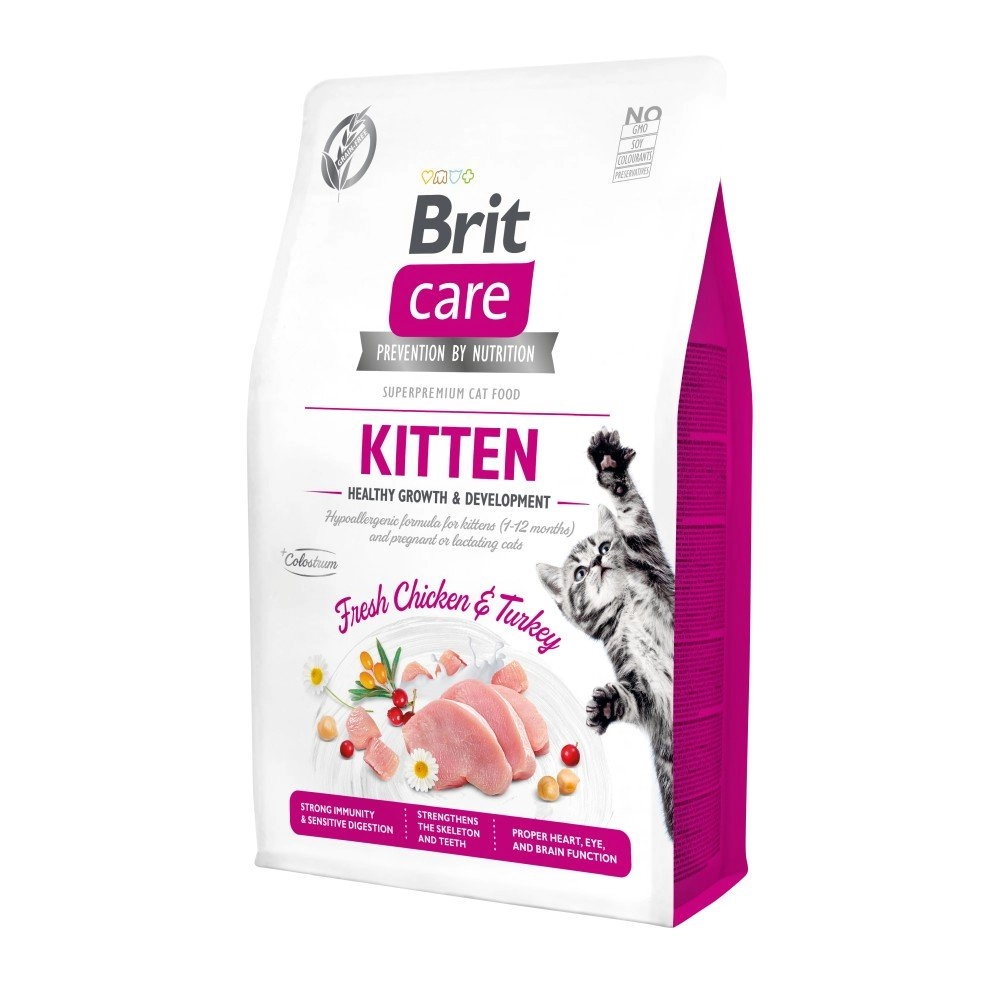 GRAIN FREE
NO
GMO
SOY
COLOURANTS
PRESERVATIVES
Brit
care
PREVENTION BY NUTRITION
SUPERPREMIUM CAT FOOD
KITTEN
HEALTHY GROWTH & DEVELOPMENT
Hypoallergenic formula for kittens (1-12 months)
and pregnant or lactating cats
+Colostrum
Fresh Chicken & Turkey
STRONG IMMUNITY
& SENSITIVE DIGESTION
STRENGTHENS
THE SKELETON
AND TEETH
PROPER HEART, EYE,
AND BRAIN FUNCTION